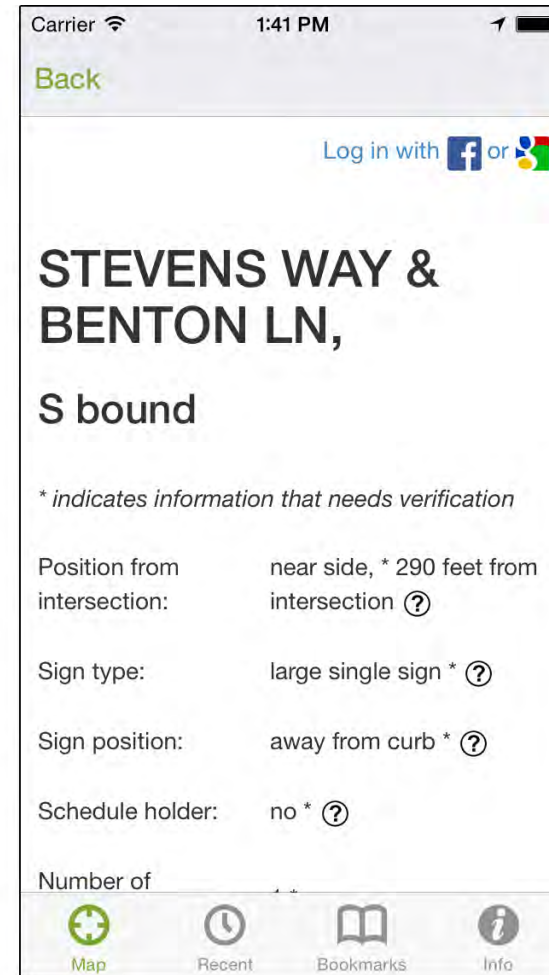 Carrier 1:41 PM
Back
Log in with f or g
STEVENS WAY &
BENTON LN,
S bound
* indicates information that needs verification
Position from near side, * 290 feet from
intersection: intersection ?
Sign type: large single sign * ?
Sign position: away from curb * ?
Schedule holder: no * ?
Number of
Map Recent Bookmarks Info